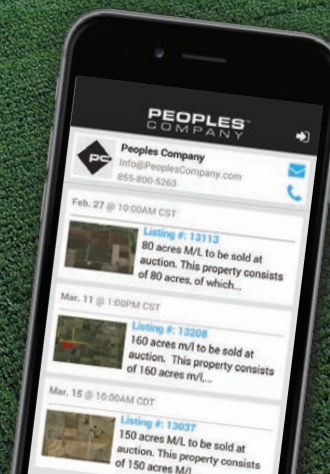 PEOPLES™
COMPANY
PC
Peoples Company
Info@PeoplesCompany.com
855-800-5263
Feb. 27 @ 10:00AM CST
Listing #: 13113
80 acres M/L to be sold at
auction. This property consists
of 80 acres, of which...
Mar. 11 @ 1:00PM CST
Listing #: 13208
160 acres m/l to be sold at
auction. This property consists
of 160 acres m/l,...
Mar. 15 @ 10:00AM CDT
Listing #: 13037
150 acres M/L to be sold at
auction. This property consists
of 150 acres M/L